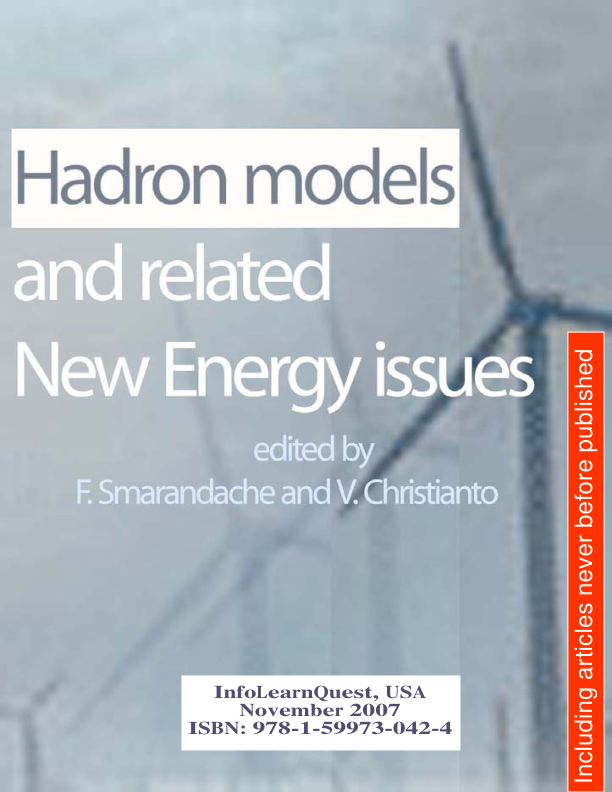 Hadron models
and related
New Energy issues
edited by
F. Smarandache and V. Christianto
Including articles never before published
InfoLearnQuest, USA
November 2007
ISBN: 978-1-59973-042-4